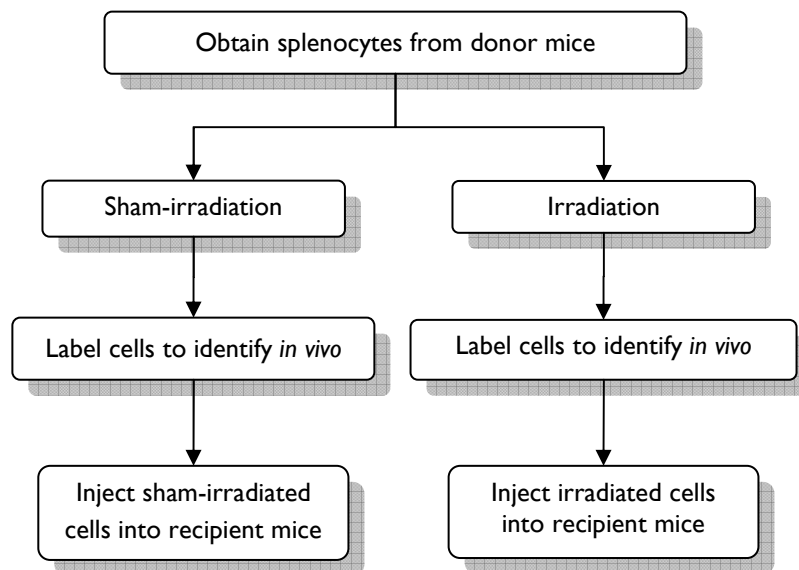 Obtain splenocytes from donor mice
Sham-irradiation
Irradiation
Label cells to identify in vivo
Label cells to identify in vivo
Inject sham-irradiated
cells into recipient mice
Inject irradiated cells
into recipient mice